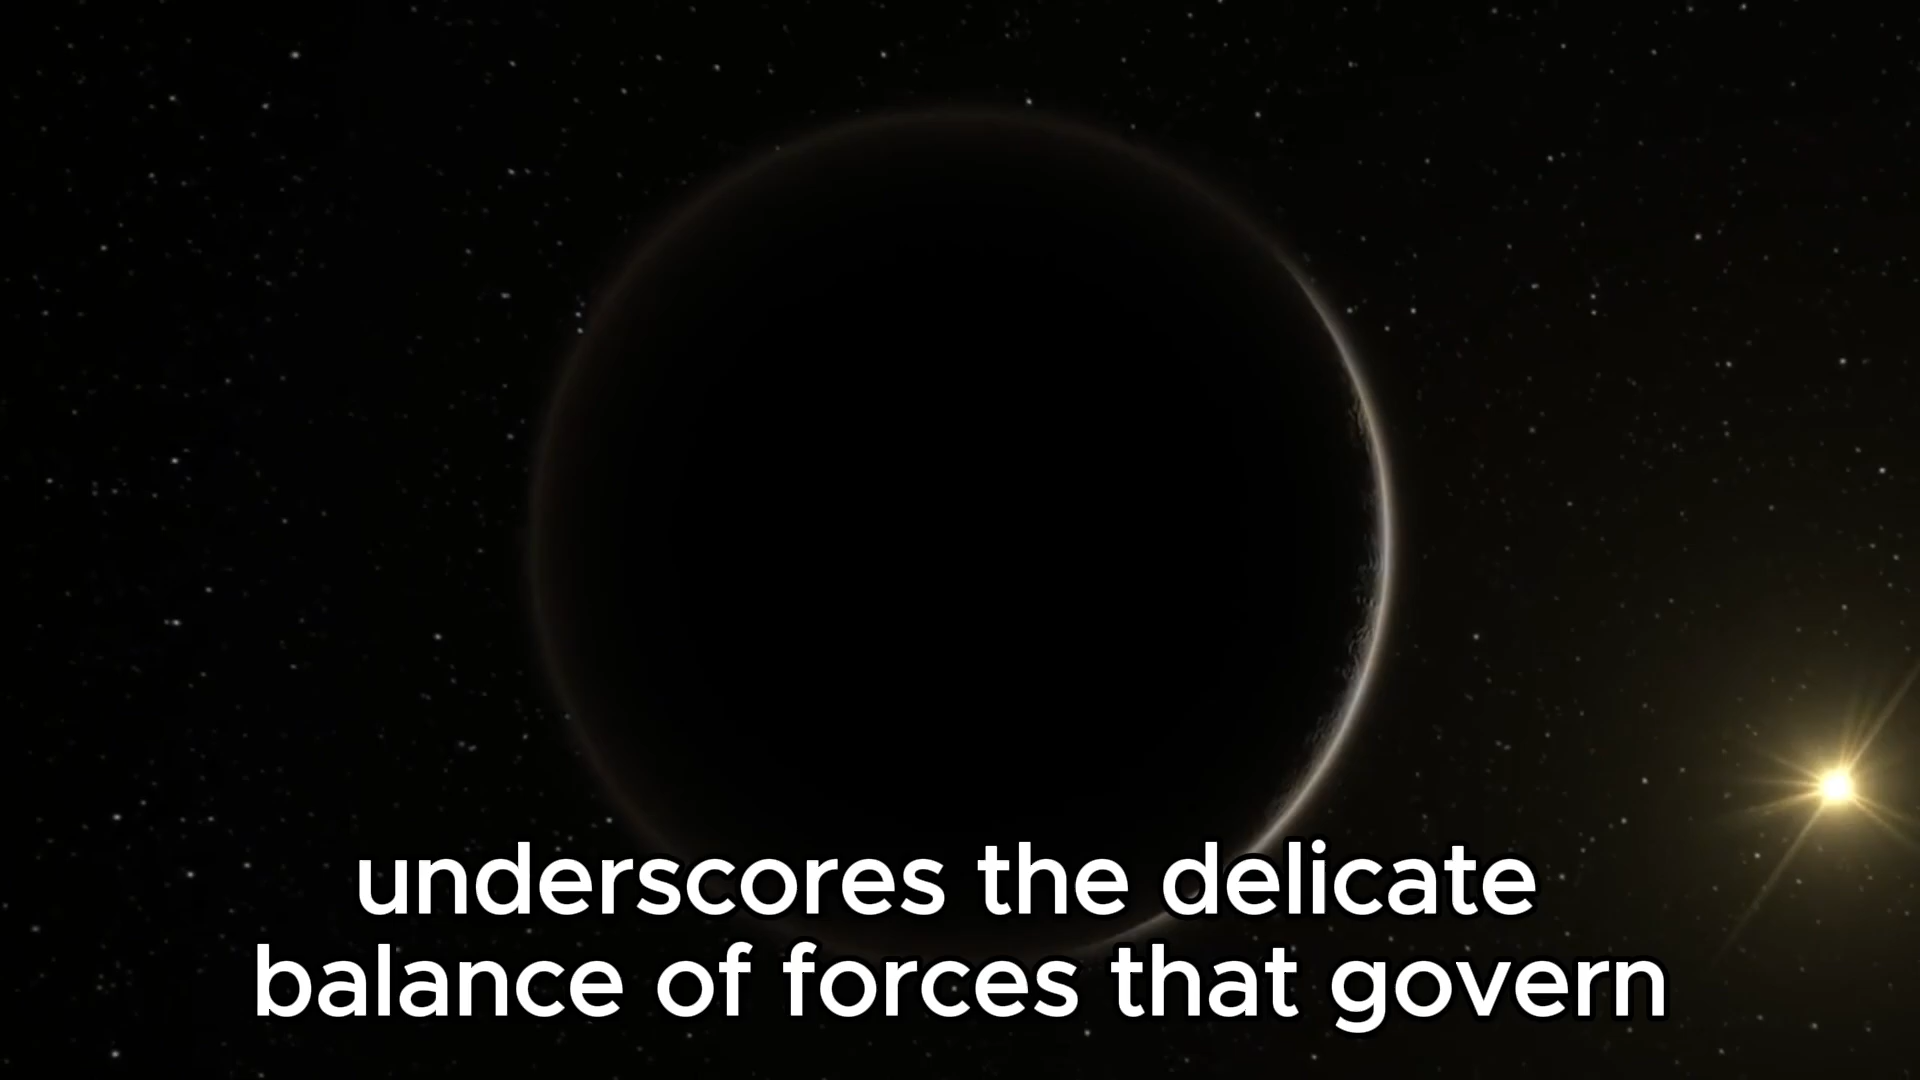 underscores the delicate
balance of forces that govern